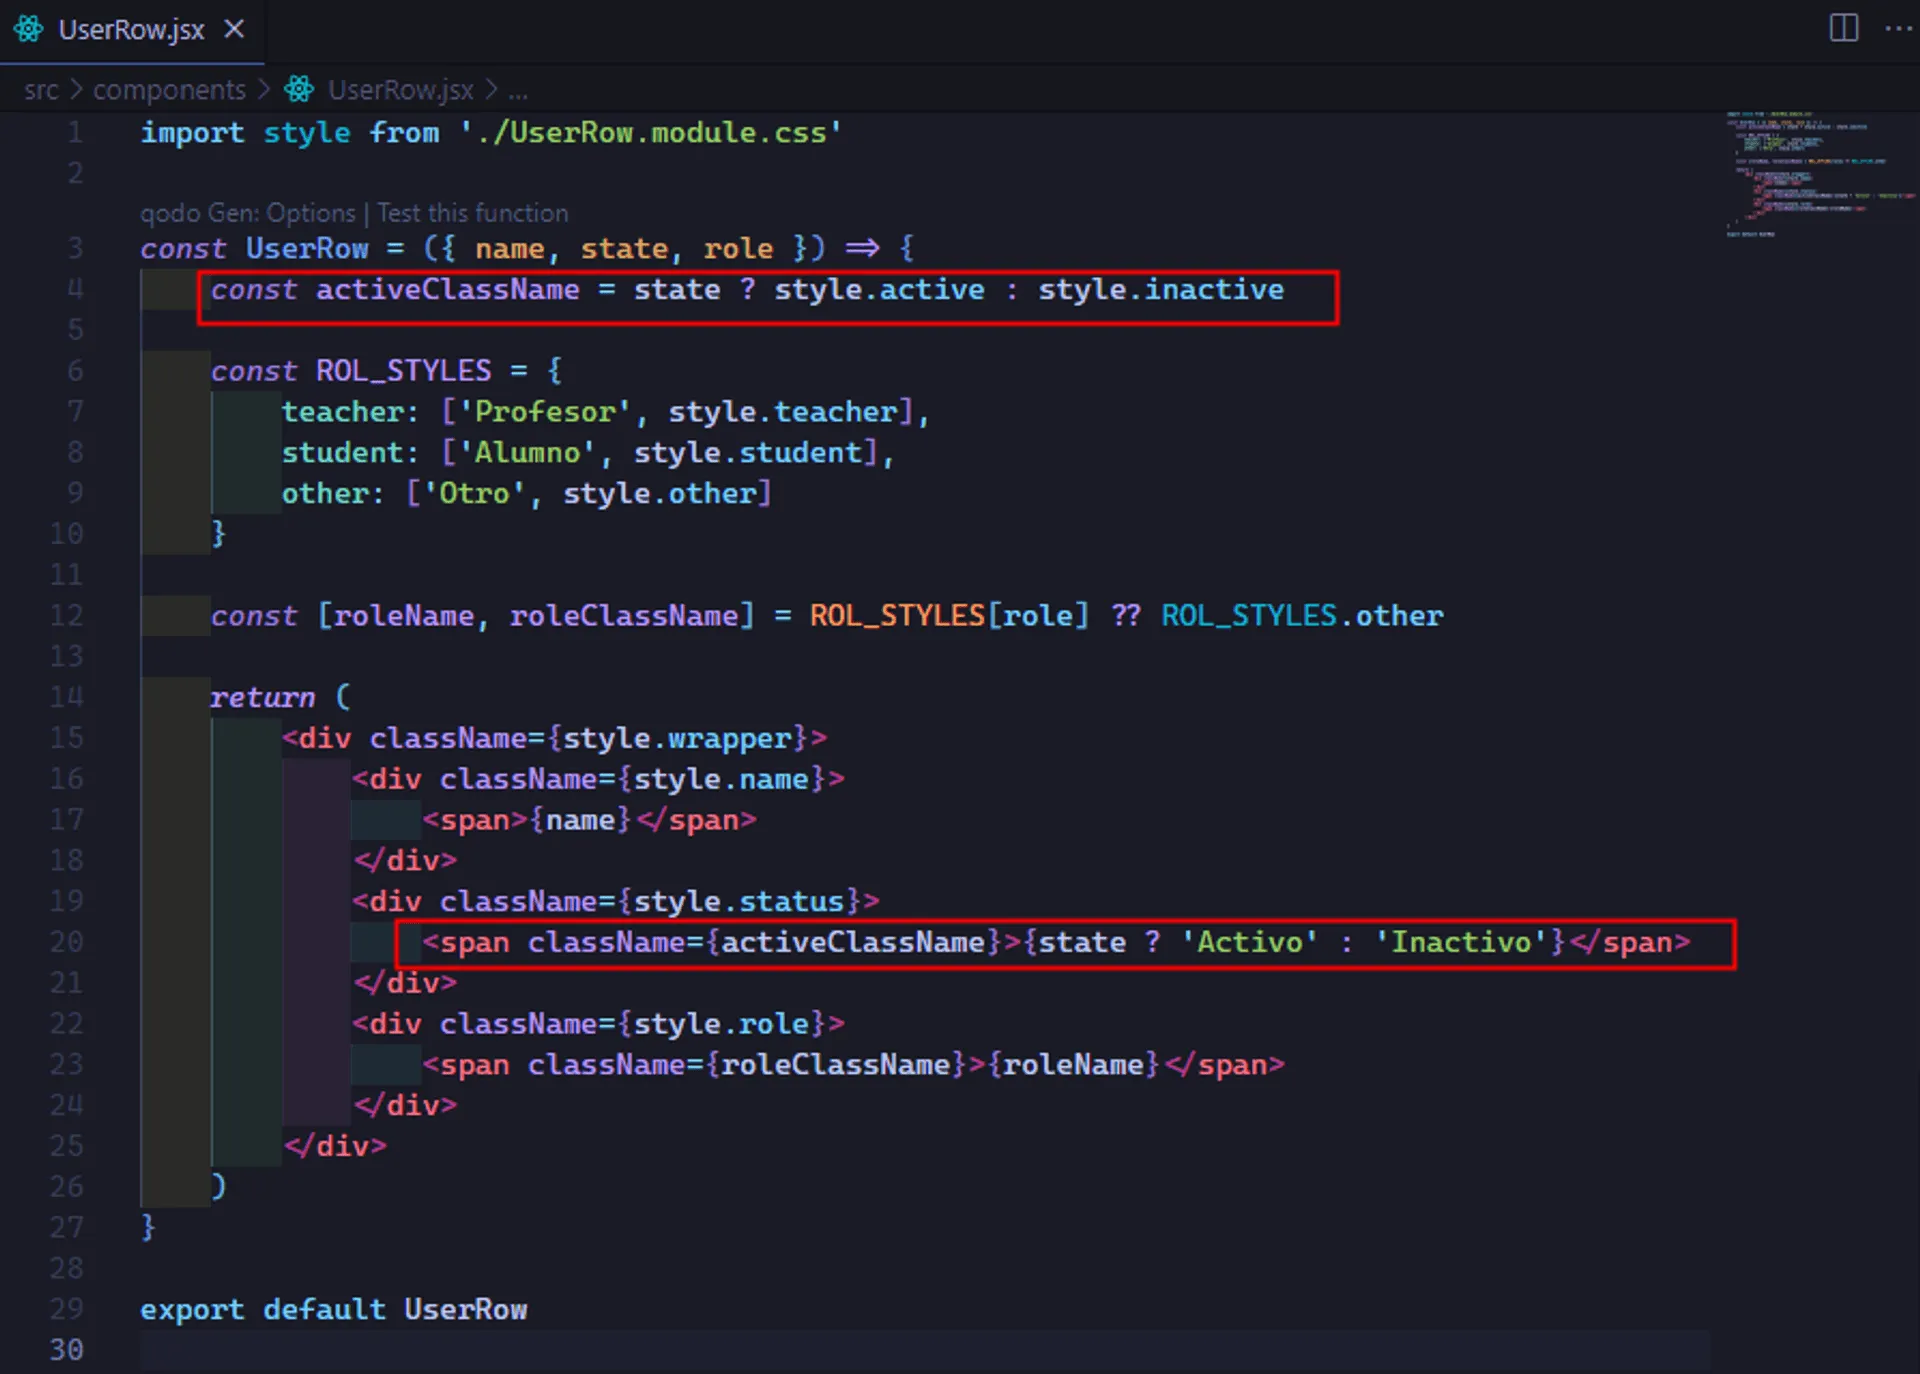 UserRow.jsx
src > components > UserRow.jsx > ...
1 import style from './UserRow.module.css'
2
qodo Gen: Options | Test this function
3 const UserRow = ({ name, state, role }) => {
4     const activeClassName = state ? style.active : style.inactive
5
6     const ROL_STYLES = {
7         teacher: ['Profesor', style.teacher],
8         student: ['Alumno', style.student],
9         other: ['Otro', style.other]
10     }
11
12     const [roleName, roleClassName] = ROL_STYLES[role] ?? ROL_STYLES.other
13
14     return (
15         <div className={style.wrapper}>
16             <div className={style.name}>
17                 <span>{name}</span>
18             </div>
19             <div className={style.status}>
20                 <span className={activeClassName}>{state ? 'Activo' : 'Inactivo'}</span>
21             </div>
22             <div className={style.role}>
23                 <span className={roleClassName}>{roleName}</span>
24             </div>
25         </div>
26     )
27 }
28
29 export default UserRow
30